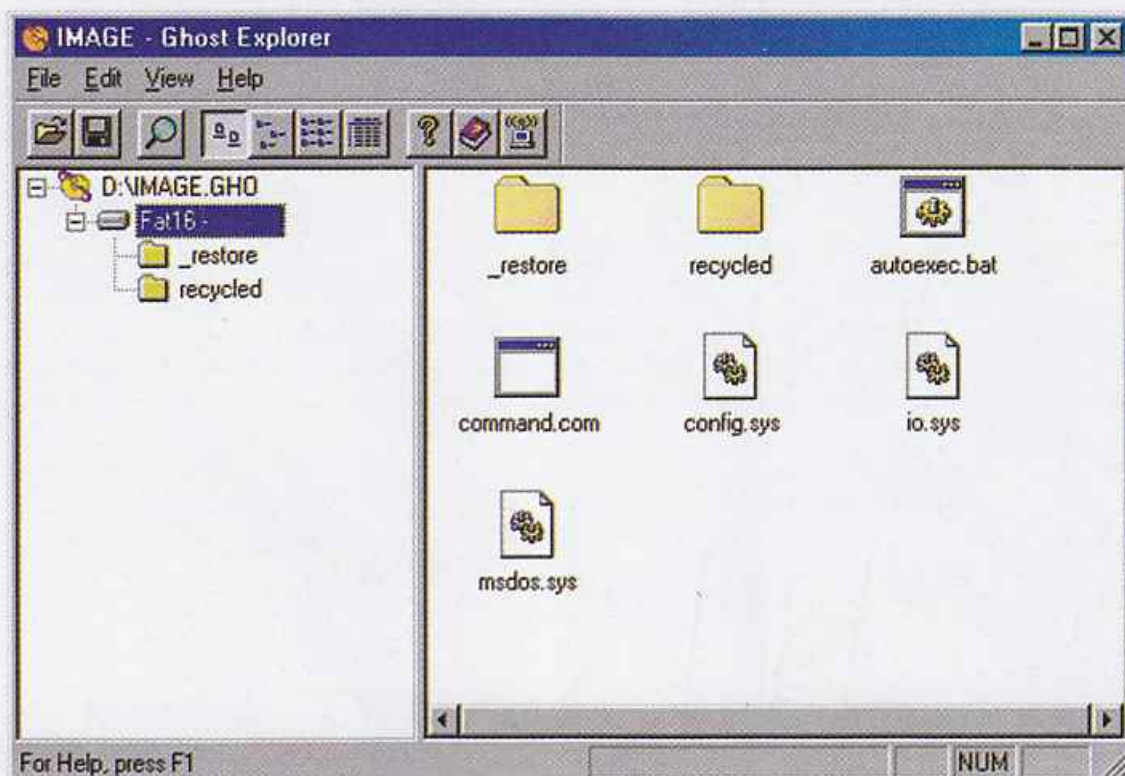 IMAGE - Ghost Explorer
File Edit View Help
D:\IMAGE.GHO
Fat16 -
_restore
recycled
_restore
recycled
autoexec.bat
command.com
config.sys
io.sys
msdos.sys
For Help, press F1
NUM